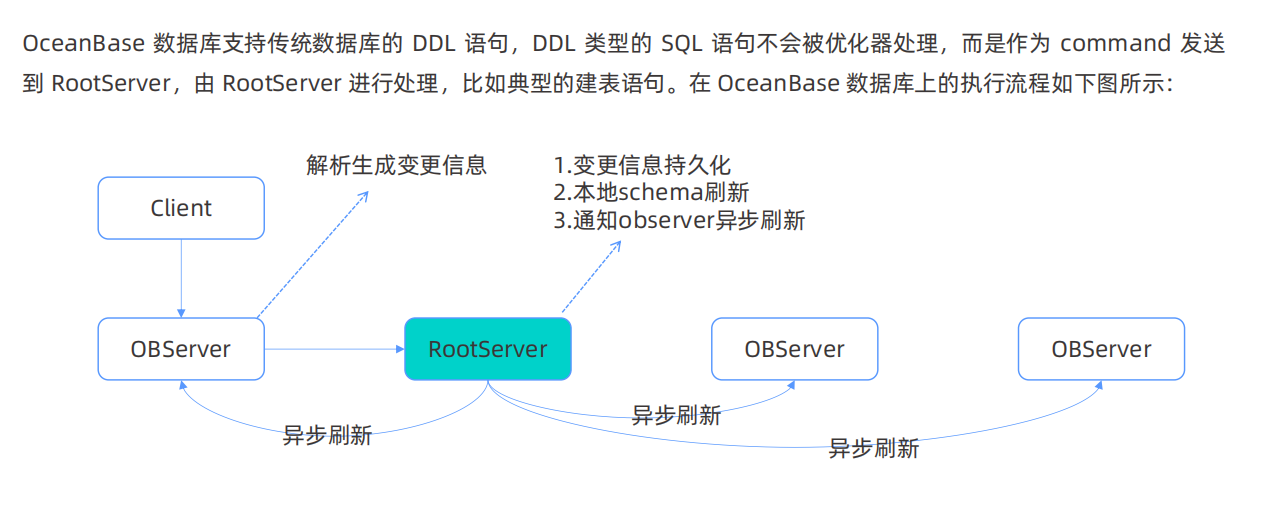 OceanBase 数据库支持传统数据库的 DDL 语句，DDL 类型的 SQL 语句不会被优化器处理，而是作为 command 发送
到 RootServer，由 RootServer 进行处理，比如典型的建表语句。在 OceanBase 数据库上的执行流程如下图所示：
解析生成变更信息
1.变更信息持久化
2.本地schema刷新
3.通知observer异步刷新
Client
OBServer
RootServer
OBServer
OBServer
异步刷新
异步刷新
异步刷新